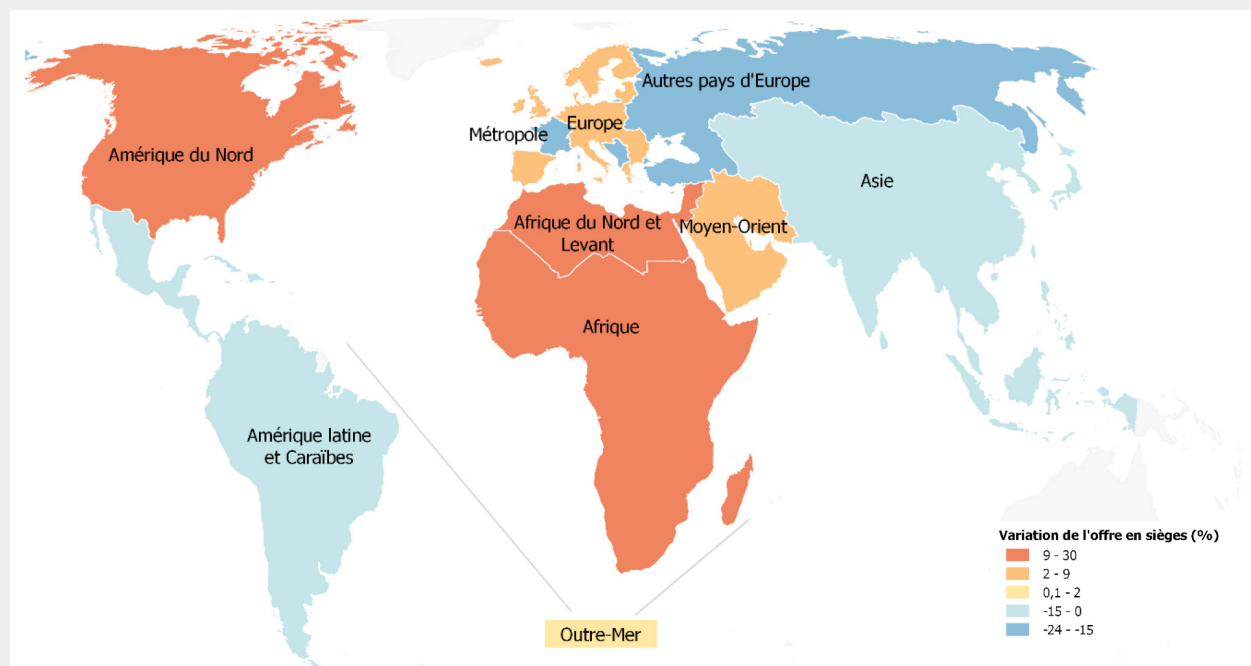 Autres pays d'Europe
Europe
Métropole
Amérique du Nord
Asie
Afrique du Nord et
Levant
Moyen-Orient
Afrique
Amérique latine
et Caraïbes
Outre-Mer
Variation de l'offre en sièges (%)
9 - 30
2 - 9
0,1 - 2
-15 - 0
-24 - -15